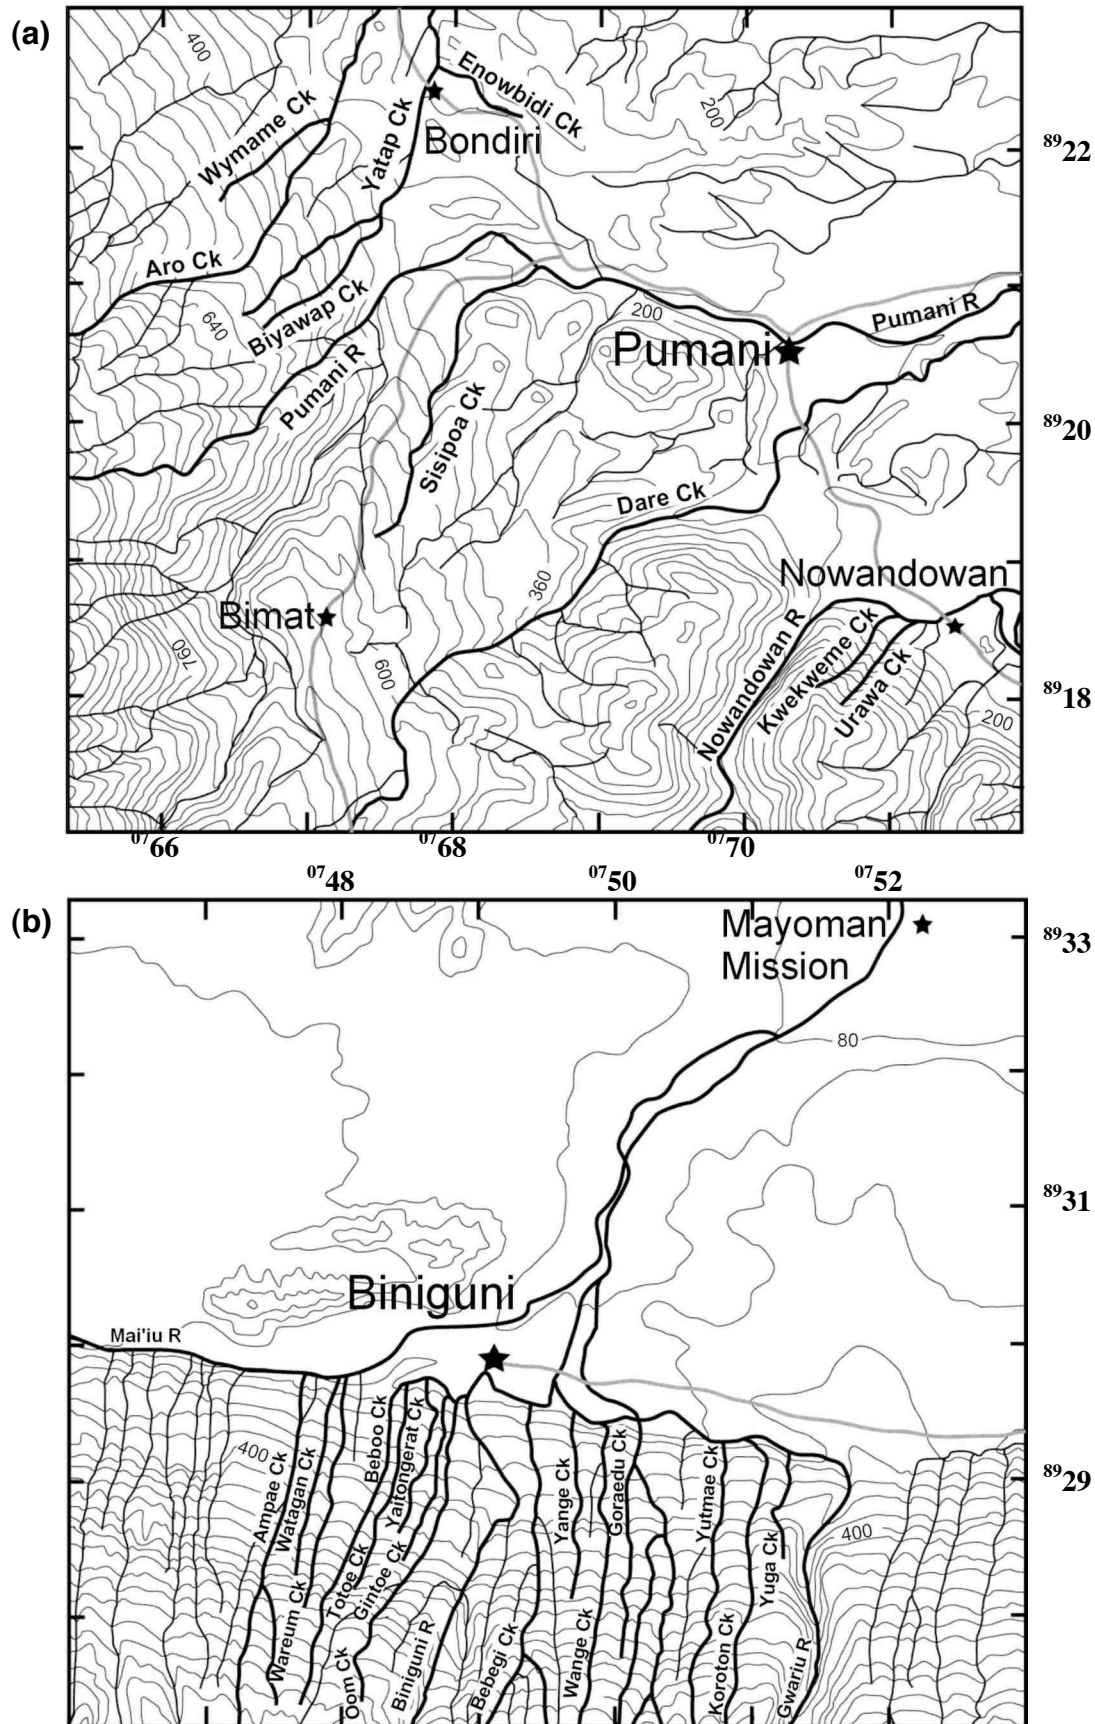 (a)
400
Enowbidi Ck
200
Wymame Ck
Yatap Ck
Bondiri
8922
Aro Ck
640
Biyawap Ck
200
Pumani R
Pumani
Pumani R
Sisipoa Ck
8920
Dare Ck
360
Nowandowan
Bimat
760
600
Nowandowan R
Kwekweme Ck
Urawa Ck
8918
200
0766 0768 0770
0748 0750 0752
(b)
Mayoman
Mission
8933
80
8931
Biniguni
Mai'iu R
400
Ampae Ck
Watagan Ck
Beboo Ck
Yaitongerat Ck
Yange Ck
Goraedu Ck
Yutmae Ck
8929
400
Wareum Ck
Totoe Ck
Gintoe Ck
Yuga Ck
Oom Ck
Biniguni R
Bebegi Ck
Wange Ck
Koroton Ck
Gwariu R